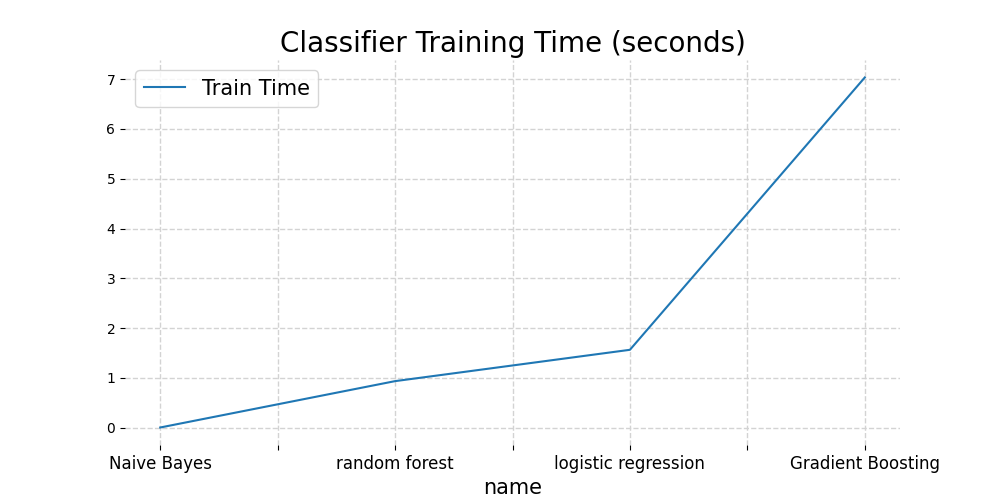 Classifier Training Time (seconds)
Train Time
7
6
5
4
3
2
1
0
Naive Bayes random forest logistic regression Gradient Boosting
name